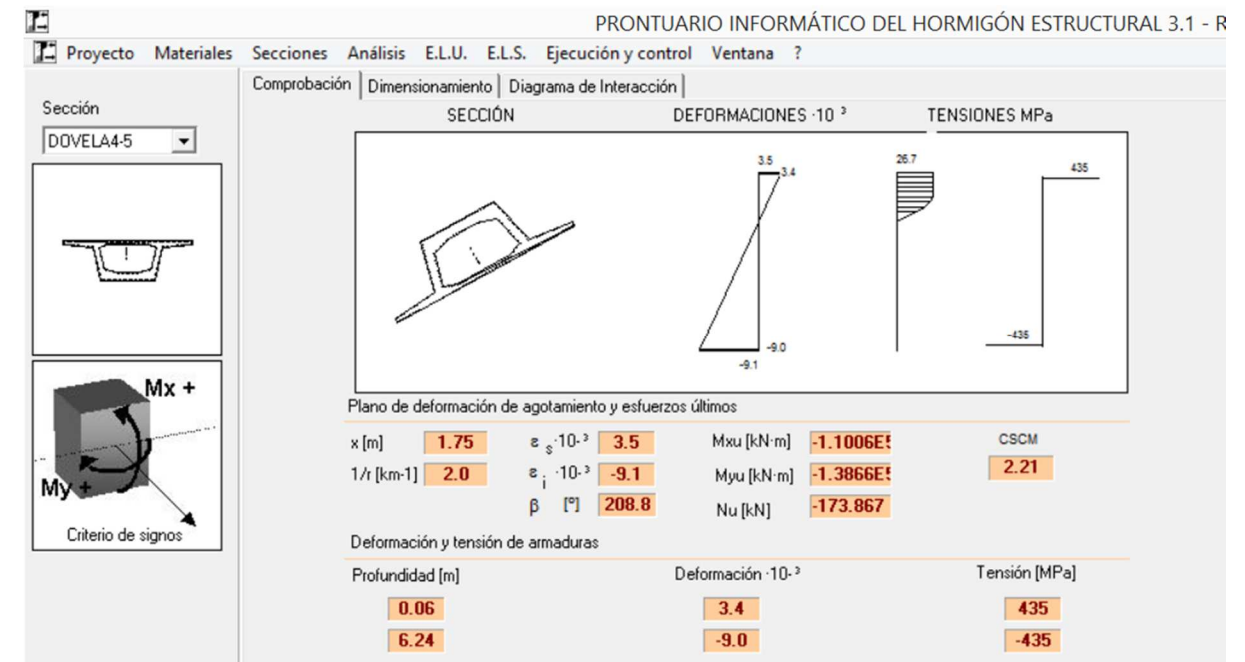 PRONTUARIO INFORMÁTICO DEL HORMIGÓN ESTRUCTURAL 3.1 - R
Proyecto Materiales Secciones Análisis E.L.U. E.L.S. Ejecución y control Ventana ?
Comprobación Dimensionamiento Diagrama de Interacción
Sección
DOVELA4-5
SECCIÓN DEFORMACIONES ·10 ³ TENSIONES MPa
3.5
3.4
26.7
435
-435
-9.0
-9.1
Mx +
My +
Criterio de signos
Plano de deformación de agotamiento y esfuerzos últimos
x [m] 1.75 ε s ·10-³ 3.5 Mxu [kN·m] -1.1006E5 CSCM
1/r [km-1] 2.0 ε i ·10-³ -9.1 Myu [kN·m] -1.3866E5 2.21
β [º] 208.8 Nu [kN] -173.867
Deformación y tensión de armaduras
Profundidad [m] Deformación ·10-³ Tensión [MPa]
0.06 3.4 435
6.24 -9.0 -435